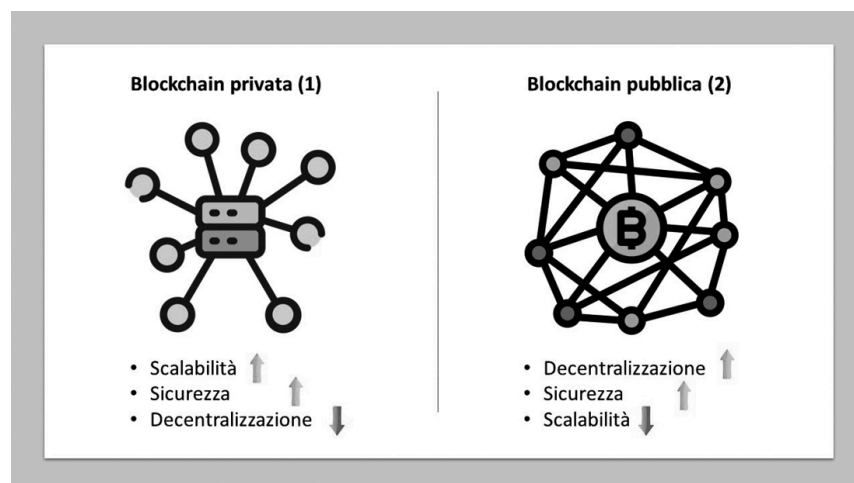 Blockchain privata (1)
• Scalabilità
• Sicurezza
• Decentralizzazione
Blockchain pubblica (2)
• Decentralizzazione
• Sicurezza
• Scalabilità